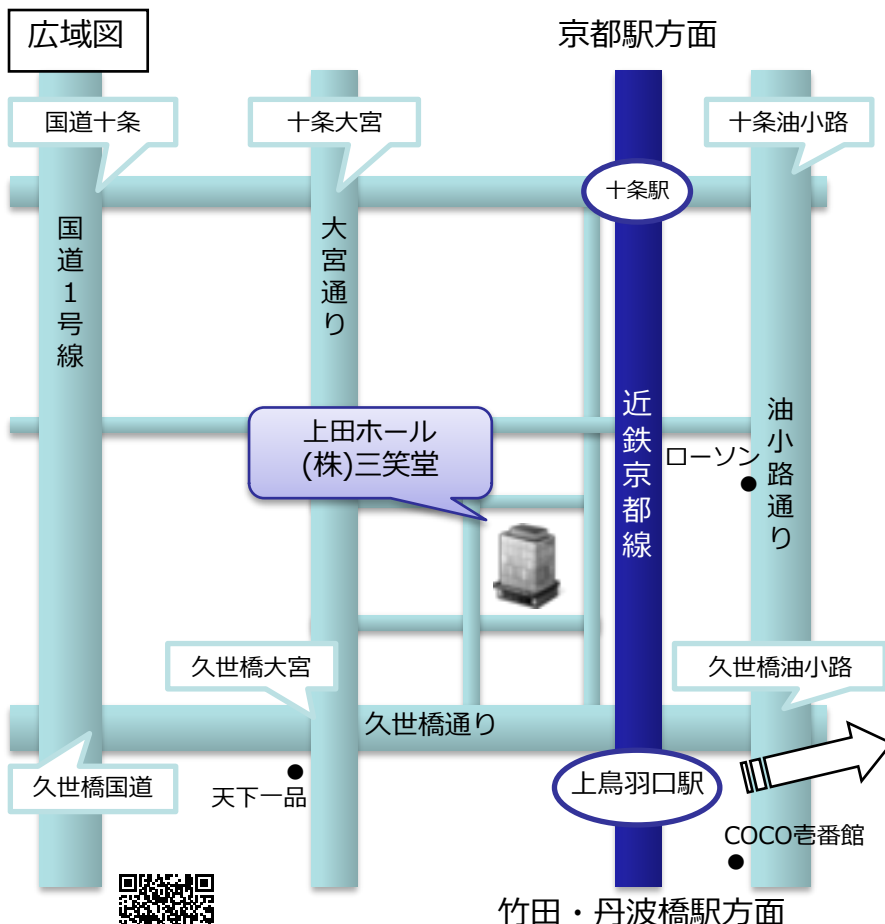 広域図
京都駅方面
国道十条
十条大宮
十条油小路
十条駅
国道1号線
大宮通り
近鉄京都線
油小路通り
上田ホール
(株)三笑堂
ローソン
久世橋大宮
久世橋油小路
久世橋通り
久世橋国道
天下一品
上鳥羽口駅
COCO壱番館
竹田・丹波橋駅方面